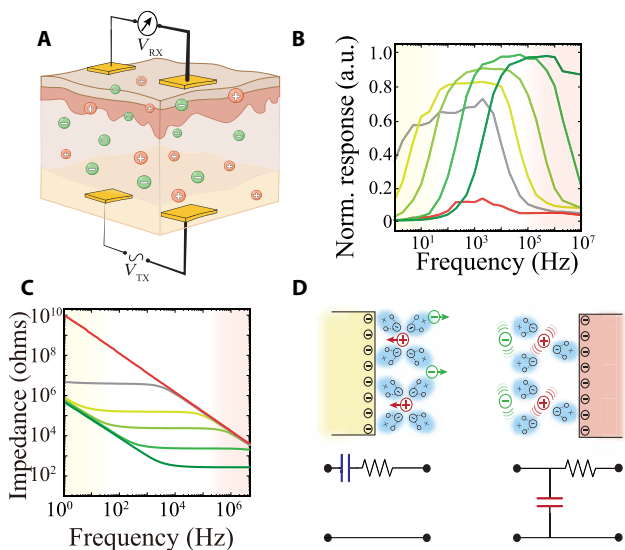 A
V_RX
V_TX
B
Norm. response (a.u.)
1.0
0.8
0.6
0.4
0.2
0
10^1
10^3
10^5
10^7
Frequency (Hz)
C
Impedance (ohms)
10^10
10^8
10^6
10^4
10^2
10^0
10^2
10^4
10^6
Frequency (Hz)
D